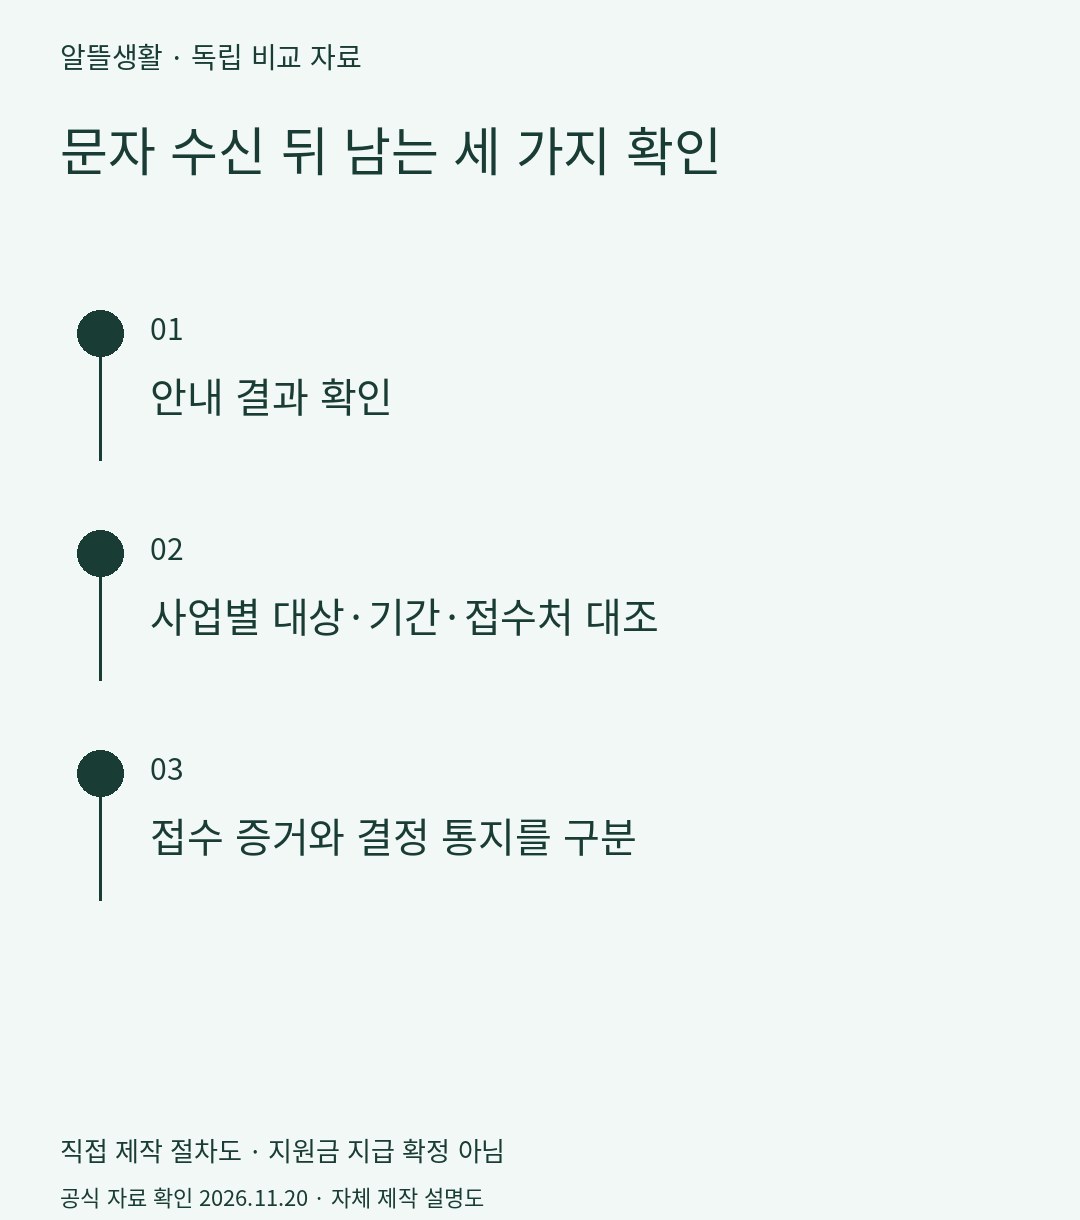 알뜰생활 · 독립 비교 자료
문자 수신 뒤 남는 세 가지 확인
01
안내 결과 확인
02
사업별 대상·기간·접수처 대조
03
접수 증거와 결정 통지를 구분
직접 제작 절차도 · 지원금 지급 확정 아님
공식 자료 확인 2026.11.20 · 자체 제작 설명도